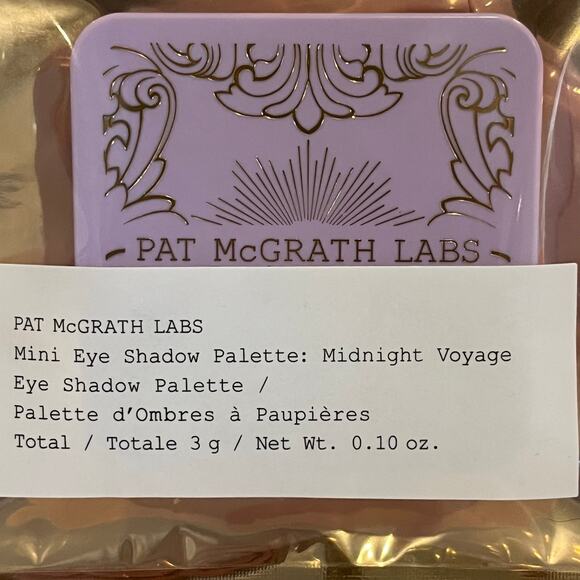 PAT McGRATH LABS
PAT McGRATH LABS
Mini Eye Shadow Palette: Midnight Voyage
Eye Shadow Palette /
Palette d'Ombres à Paupières
Total / Totale 3 g / Net Wt. 0.10 oz.